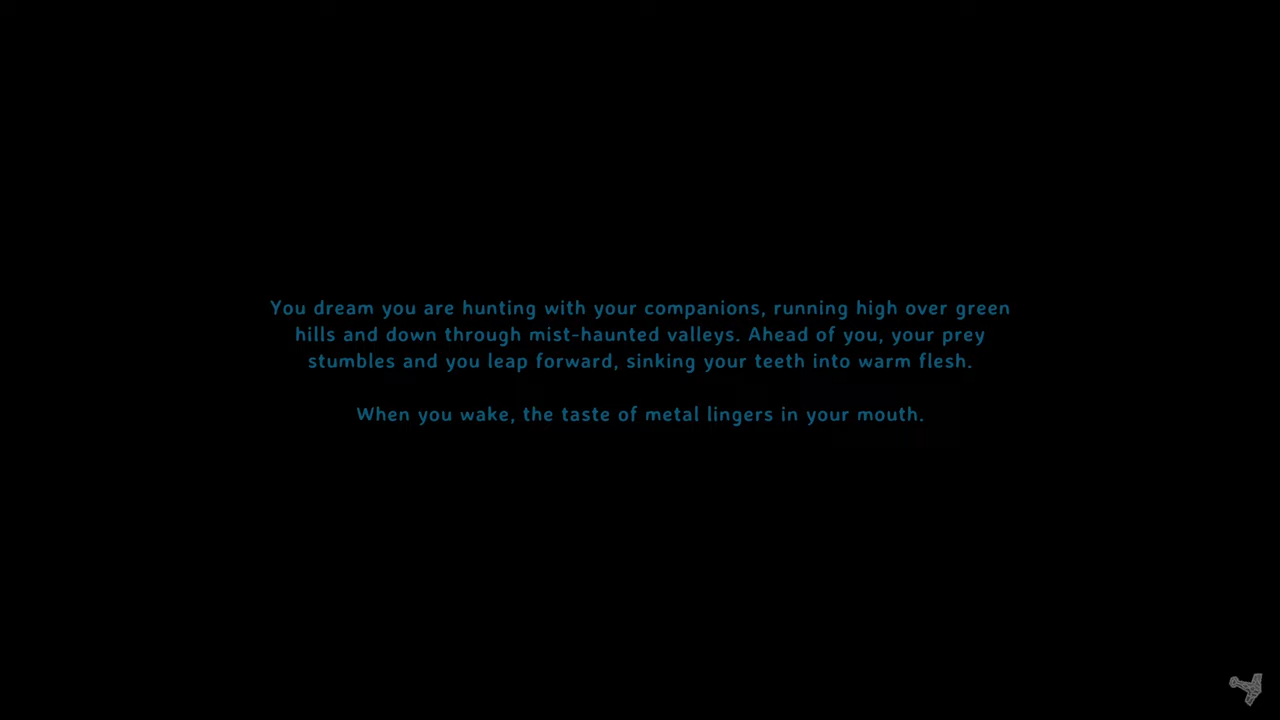 You dream you are hunting with your companions, running high over green
hills and down through mist-haunted valleys. Ahead of you, your prey
stumbles and you leap forward, sinking your teeth into warm flesh.
When you wake, the taste of metal lingers in your mouth.